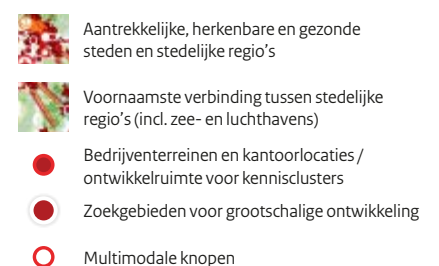 Aantrekkelijke, herkenbare en gezonde
steden en stedelijke regio's
Voornaamste verbinding tussen stedelijke
regio's (incl. zee- en luchthavens)
Bedrijventerreinen en kantoorlocaties /
ontwikkelruimte voor kennisclusters
Zoekgebieden voor grootschalige ontwikkeling
Multimodale knopen